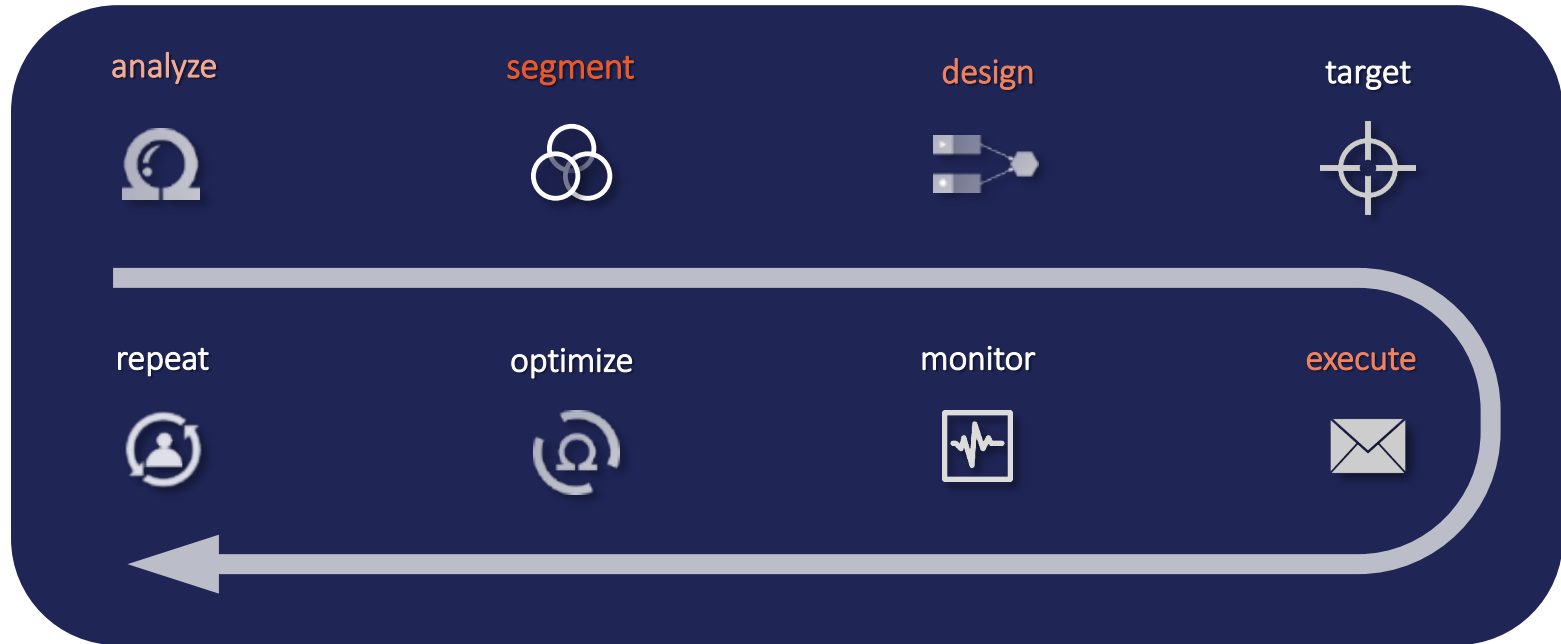 analyze
segment
design
target
repeat
optimize
monitor
execute